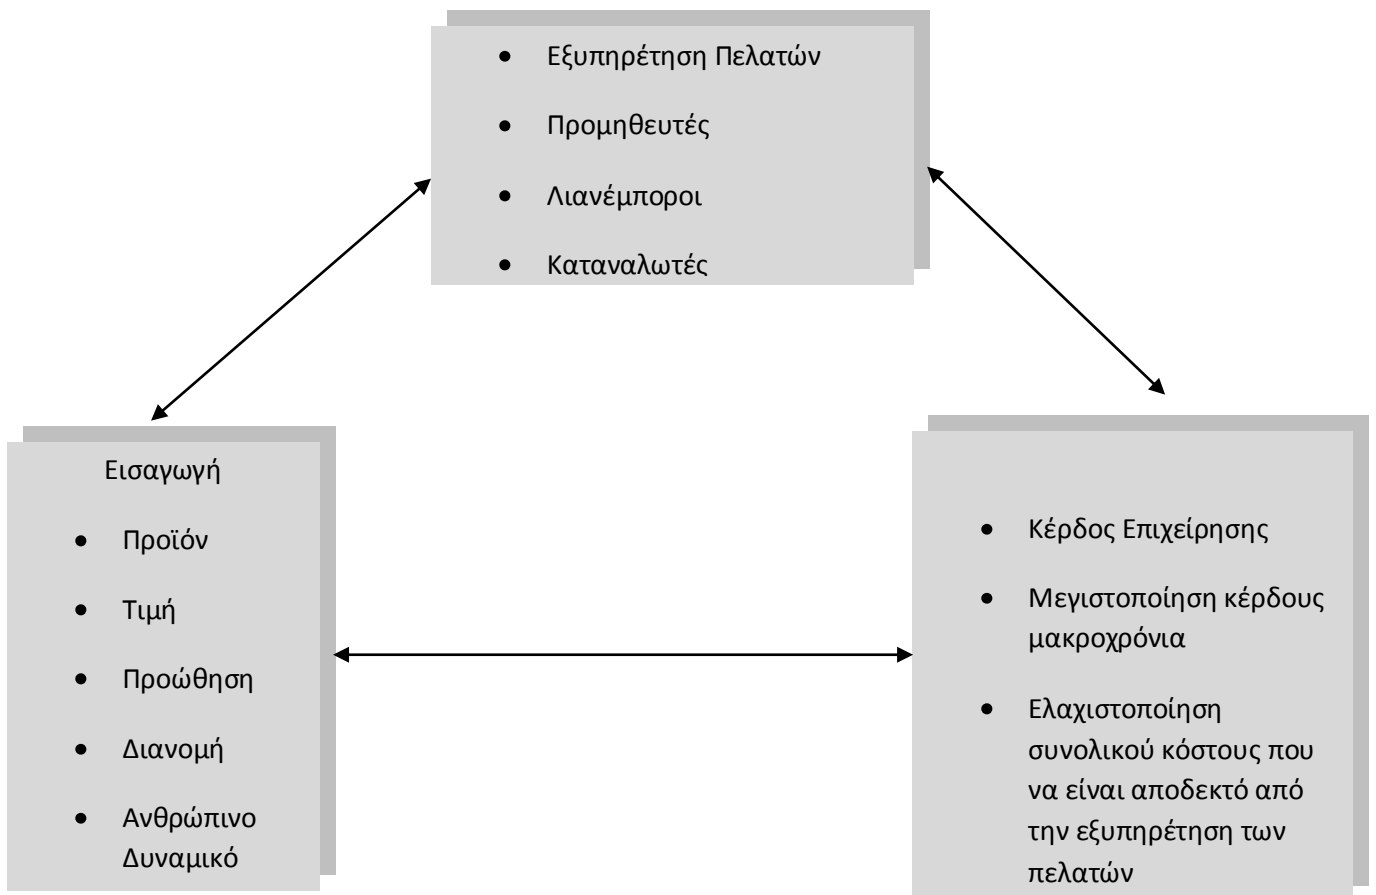 • Εξυπηρέτηση Πελατών
• Προμηθευτές
• Λιανέμποροι
• Καταναλωτές
Εισαγωγή
• Προϊόν
• Τιμή
• Προώθηση
• Διανομή
• Ανθρώπινο
Δυναμικό
• Κέρδος Επιχείρησης
• Μεγιστοποίηση κέρδους
μακροχρόνια
• Ελαχιστοποίηση
συνολικού κόστους που
να είναι αποδεκτό από
την εξυπηρέτηση των
πελατών